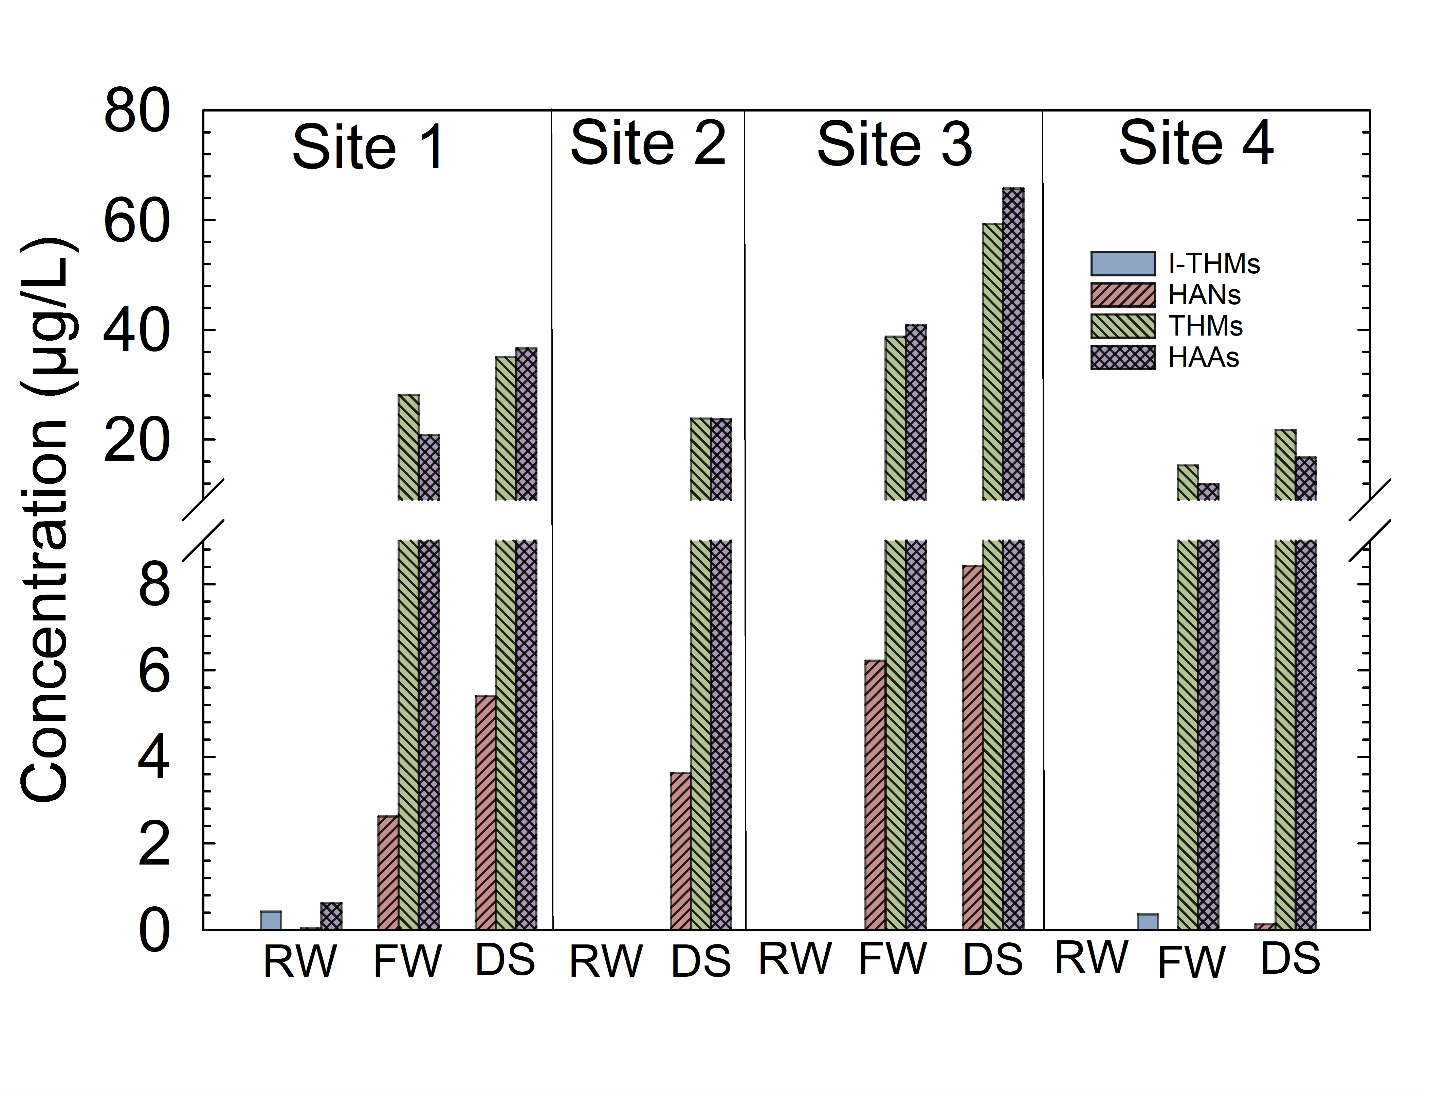 Concentration (µg/L)
80
60
40
20
8
6
4
2
0
Site 1
Site 2
Site 3
Site 4
I-THMs
HANs
THMs
HAAs
RW FW DS RW DS RW FW DS RW FW DS